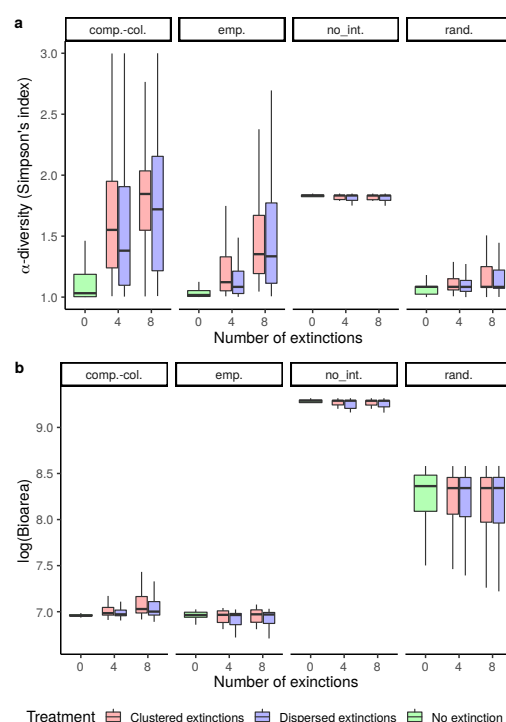 a
comp.-col. emp. no_int. rand.
3.0
2.5
2.0
1.5
1.0
α-diversity (Simpson's index)
0 4 8 0 4 8 0 4 8 0 4 8
Number of extinctions
b
comp.-col. emp. no_int. rand.
9.0
8.5
8.0
7.5
7.0
log(Bioarea)
0 4 8 0 4 8 0 4 8 0 4 8
Number of extinctions
Treatment Clustered extinctions Dispersed extinctions No extinction